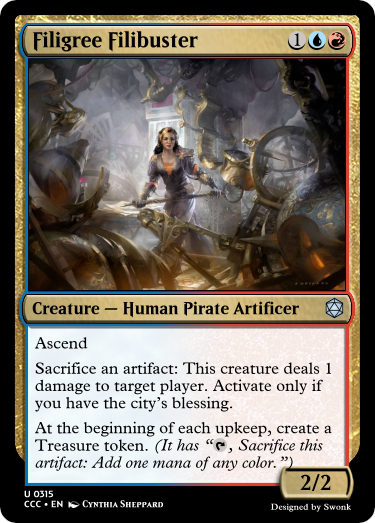 Filigree Filibuster 1
Creature — Human Pirate Artificer
Ascend
Sacrifice an artifact: This creature deals 1
damage to target player. Activate only if
you have the city's blessing.
At the beginning of each upkeep, create a
Treasure token. (It has “, Sacrifice this
artifact: Add one mana of any color.”)
2/2
U 0315
CCC • EN Cynthia Sheppard
Designed by Swonk